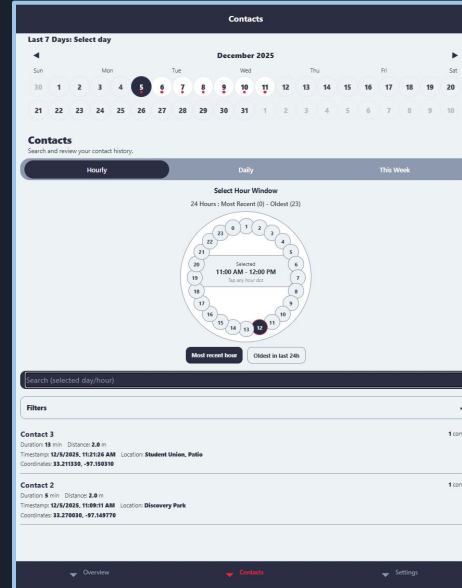 Contacts
Last 7 Days: Select day
◀ December 2025 ▶
Sun Mon Tue Wed Thu Fri Sat
30 1 2 3 4 5 6 7 8 9 10 11 12 13 14 15 16 17 18 19 20
21 22 23 24 25 26 27 28 29 30 31 1 2 3 4 5 6 7 8 9 10
Contacts
Search and review your contact history.
Hourly Daily This Week
Select Hour Window
24 Hours : Most Recent (0) - Oldest (23)
0 1 2 3 4 5 6 7 8 9 10 11 12 13 14 15 16 17 18 19 20 21 22 23
Selected
11:00 AM - 12:00 PM
Tap any hour dot
Most recent hour Oldest in last 24h
Search (selected day/hour)
Filters
Contact 3 1 con
Duration: 13 min Distance: 2.0 m
Timestamp: 12/5/2025, 11:21:26 AM Location: Student Union, Patio
Coordinates: 33.211330, -97.150310
Contact 2 1 con
Duration: 5 min Distance: 2.0 m
Timestamp: 12/5/2025, 11:09:11 AM Location: Discovery Park
Coordinates: 33.270030, -97.149770
Overview Contacts Settings